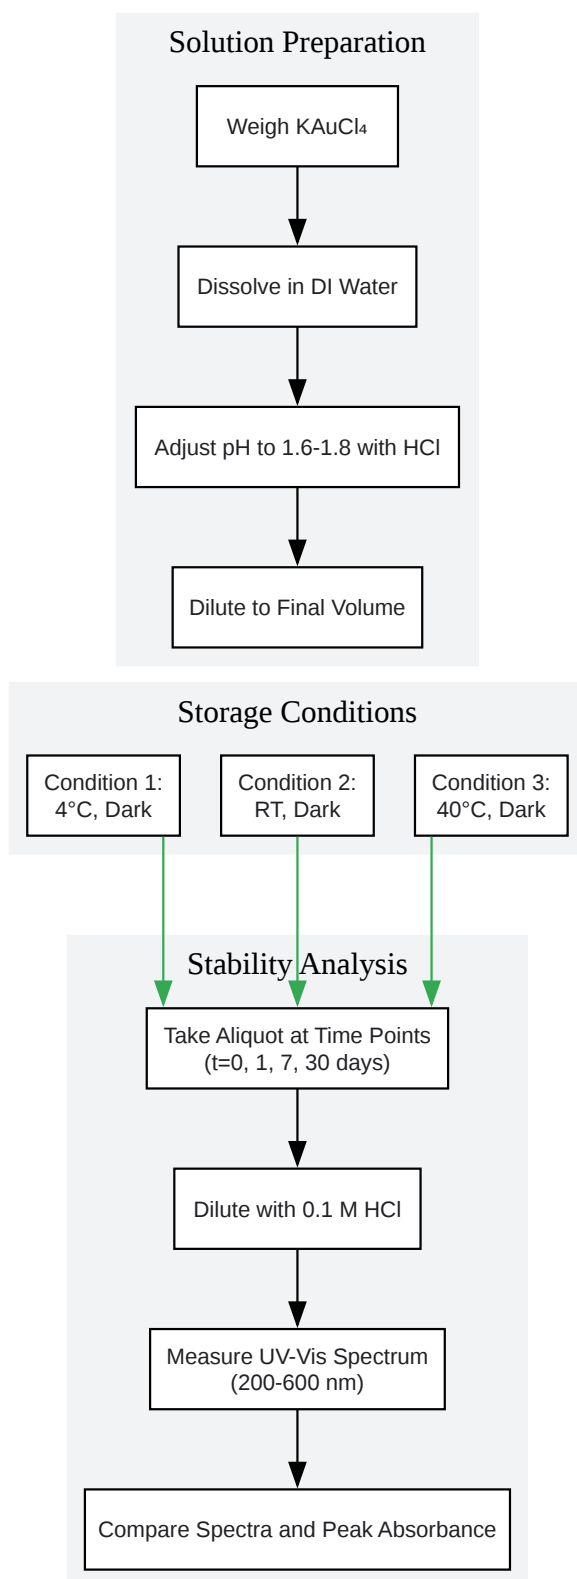 Solution Preparation
Weigh KAuCl₄
Dissolve in DI Water
Adjust pH to 1.6-1.8 with HCl
Dilute to Final Volume
Storage Conditions
Condition 1:
4°C, Dark
Condition 2:
RT, Dark
Condition 3:
40°C, Dark
Stability Analysis
Take Aliquot at Time Points
(t=0, 1, 7, 30 days)
Dilute with 0.1 M HCl
Measure UV-Vis Spectrum
(200-600 nm)
Compare Spectra and Peak Absorbance